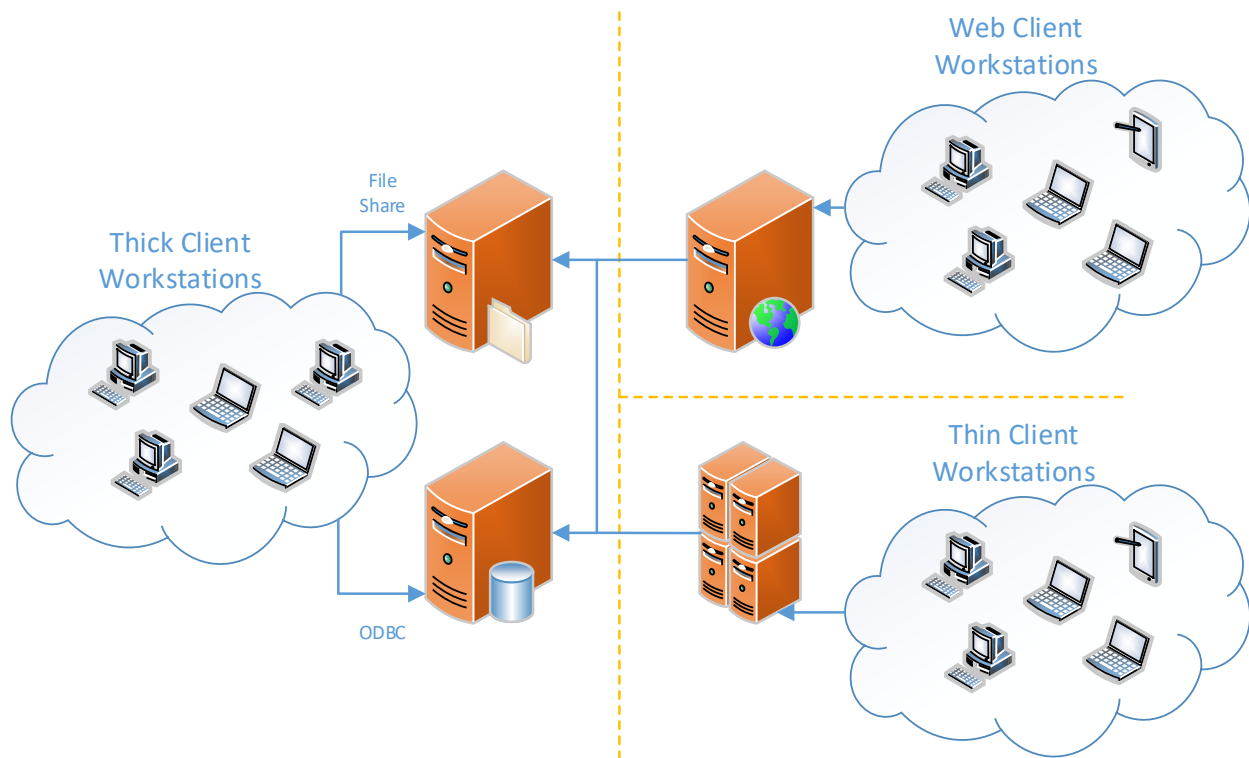 Web Client
Workstations
File
Share
Thick Client
Workstations
Thin Client
Workstations
ODBC